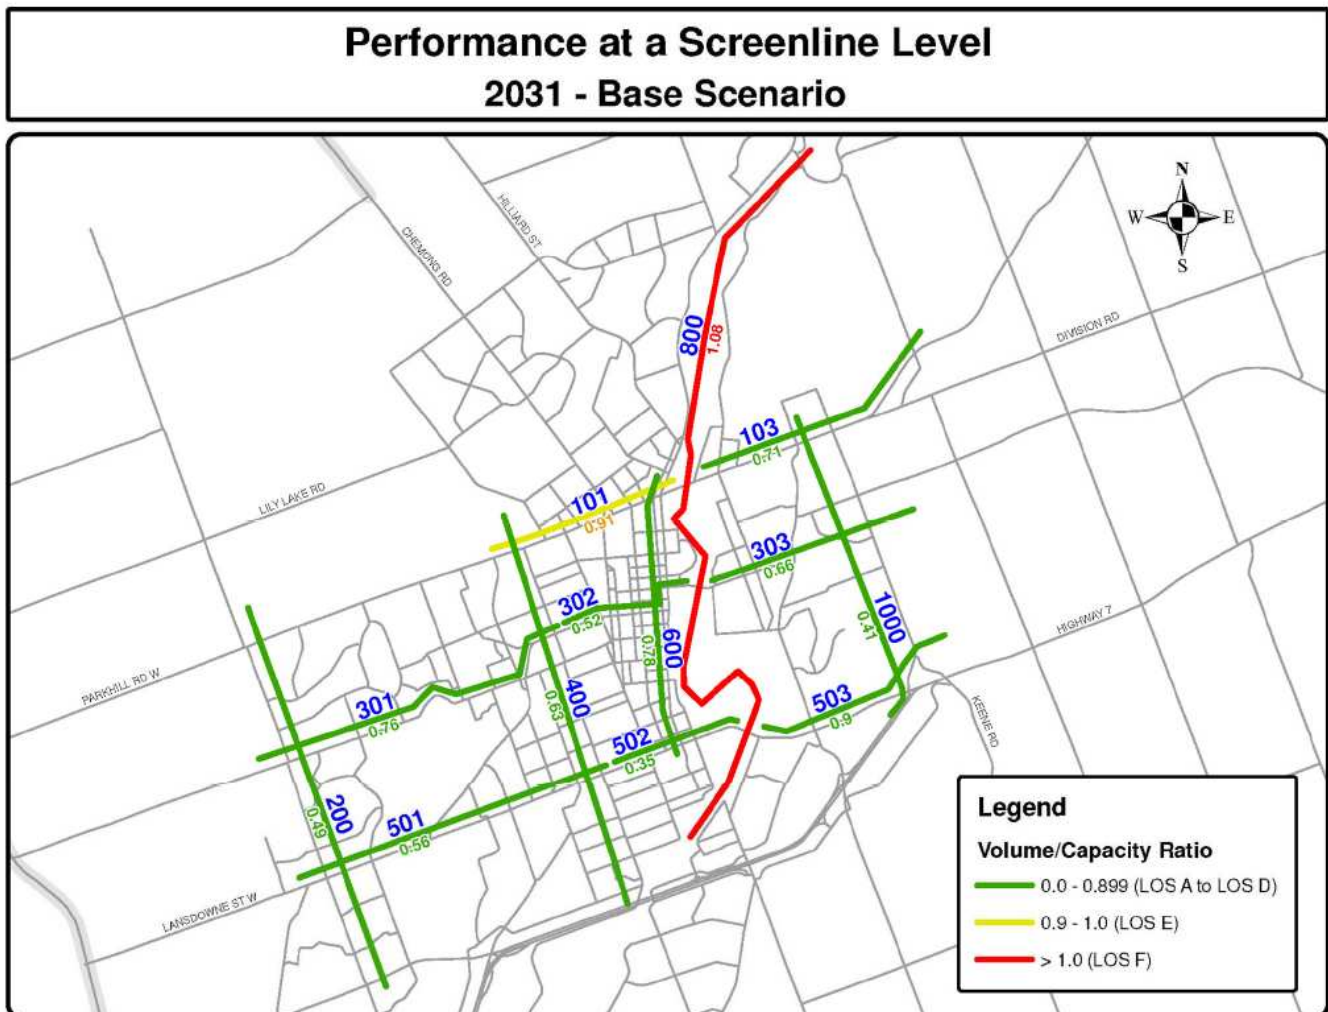 Performance at a Screenline Level
2031 - Base Scenario
N
W
E
S
HILLIARD ST
CHEMONG RD
DIVISION RD
800
1.08
103
0.71
LILY LAKE RD
101
0.91
303
0.66
302
0.52
1000
0.41
HIGHWAY 7
600
0.78
PARKHILL RD W
301
0.76
400
0.63
503
0.9
KEENE RD
502
0.35
200
0.49
501
0.56
LANSDOWNE ST W
Legend
Volume/Capacity Ratio
0.0 - 0.899 (LOS A to LOS D)
0.9 - 1.0 (LOS E)
> 1.0 (LOS F)